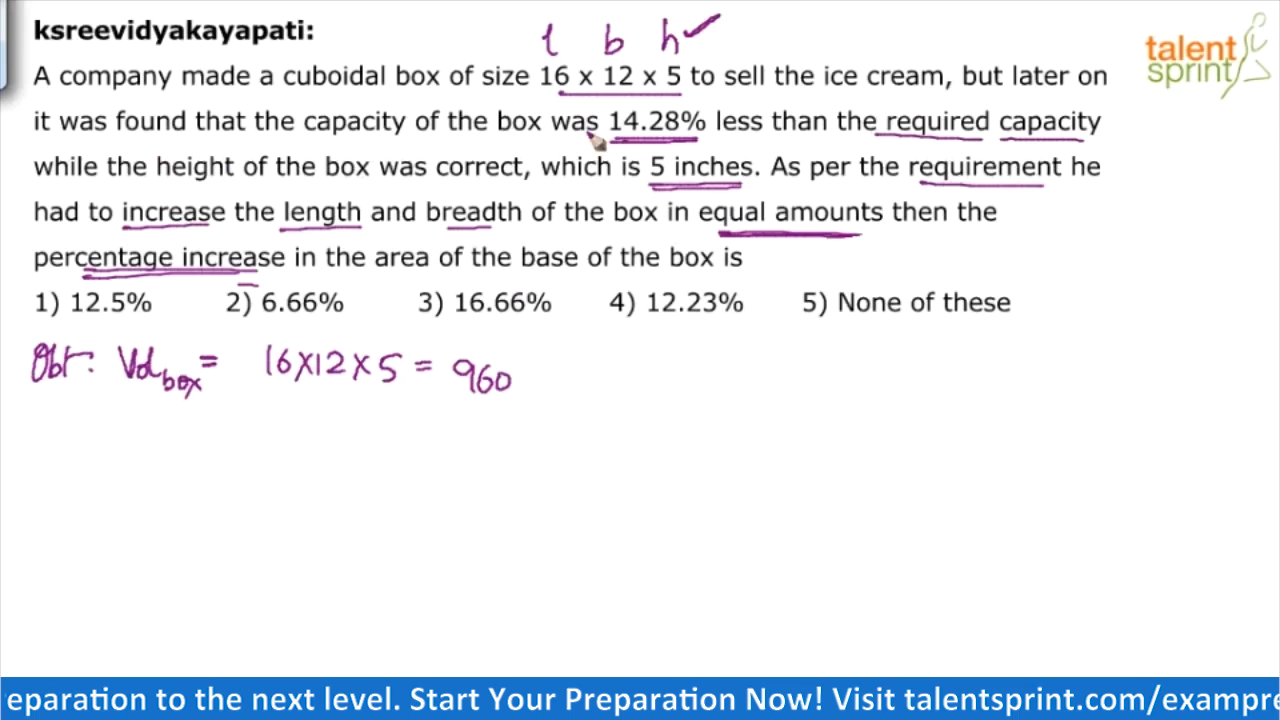 ksreevidyakayapati:
l b h
talent
sprint
A company made a cuboidal box of size 16 x 12 x 5 to sell the ice cream, but later on
it was found that the capacity of the box was 14.28% less than the required capacity
while the height of the box was correct, which is 5 inches. As per the requirement he
had to increase the length and breadth of the box in equal amounts then the
percentage increase in the area of the base of the box is
1) 12.5% 2) 6.66% 3) 16.66% 4) 12.23% 5) None of these
Obt: Vol box = 16x12x5 = 960
eparation to the next level. Start Your Preparation Now! Visit talentsprint.com/exampre